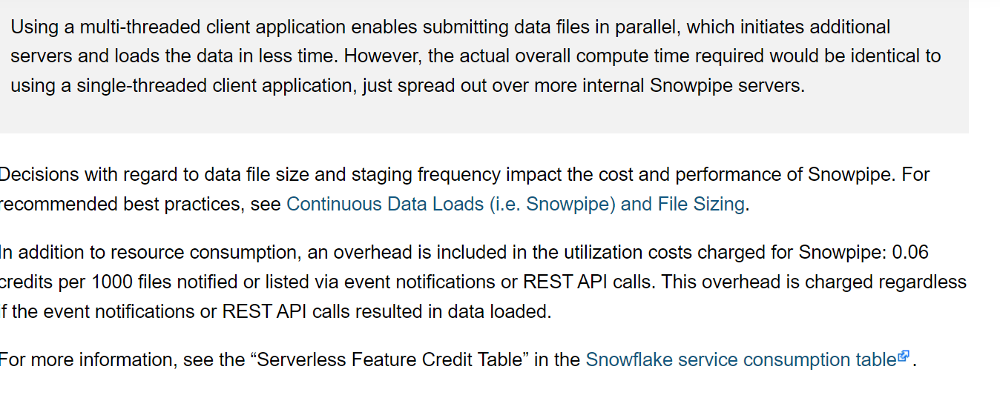 Using a multi-threaded client application enables submitting data files in parallel, which initiates additional
servers and loads the data in less time. However, the actual overall compute time required would be identical to
using a single-threaded client application, just spread out over more internal Snowpipe servers.
Decisions with regard to data file size and staging frequency impact the cost and performance of Snowpipe. For
recommended best practices, see Continuous Data Loads (i.e. Snowpipe) and File Sizing.
In addition to resource consumption, an overhead is included in the utilization costs charged for Snowpipe: 0.06
credits per 1000 files notified or listed via event notifications or REST API calls. This overhead is charged regardless
if the event notifications or REST API calls resulted in data loaded.
For more information, see the “Serverless Feature Credit Table” in the Snowflake service consumption table.